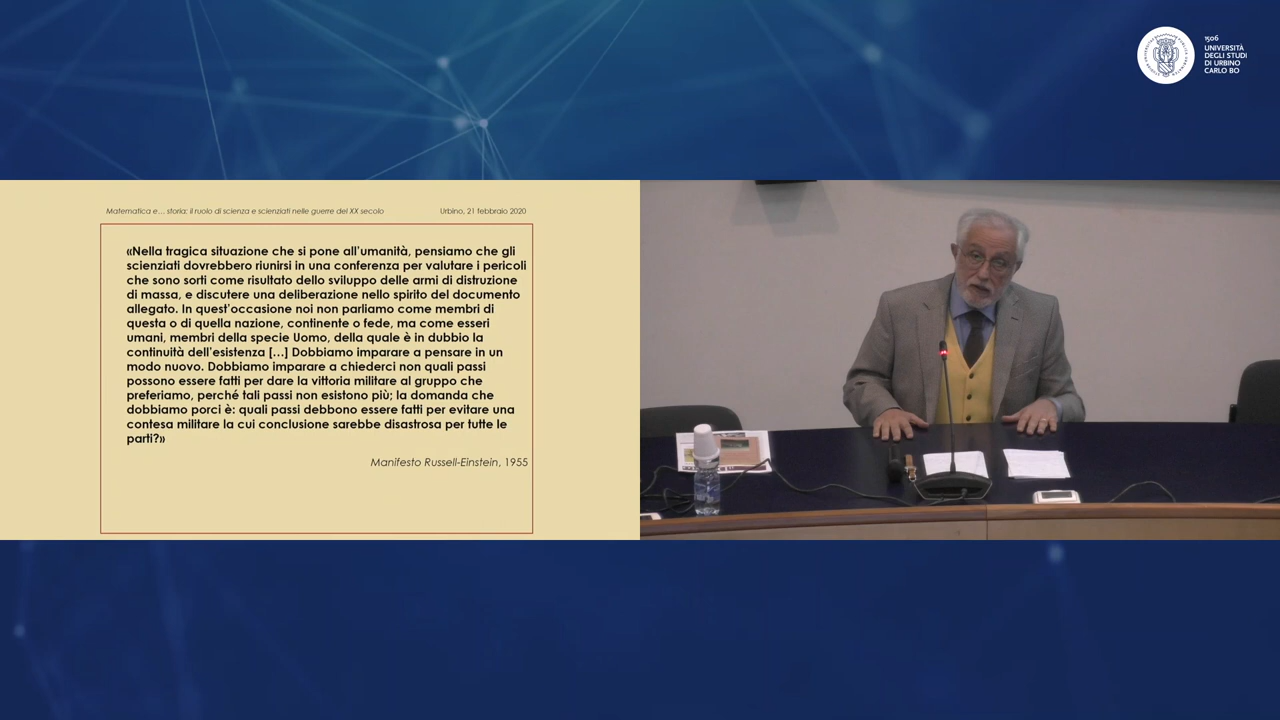 1506
UNIVERSITÀ
DEGLI STUDI
DI URBINO
CARLO BO
Matematica e... storia: il ruolo di scienza e scienziati nelle guerre del XX secolo
Urbino, 21 febbraio 2020
«Nella tragica situazione che si pone all'umanità, pensiamo che gli
scienziati dovrebbero riunirsi in una conferenza per valutare i pericoli
che sono sorti come risultato dello sviluppo delle armi di distruzione
di massa, e discutere una deliberazione nello spirito del documento
allegato. In quest'occasione noi non parliamo come membri di
questa o di quella nazione, continente o fede, ma come esseri
umani, membri della specie Uomo, della quale è in dubbio la
continuità dell'esistenza [...] Dobbiamo imparare a pensare in un
modo nuovo. Dobbiamo imparare a chiederci non quali passi
possono essere fatti per dare la vittoria militare al gruppo che
preferiamo, perché tali passi non esistono più; la domanda che
dobbiamo porci è: quali passi debbono essere fatti per evitare una
contesa militare la cui conclusione sarebbe disastrosa per tutte le
parti?»
Manifesto Russell-Einstein, 1955